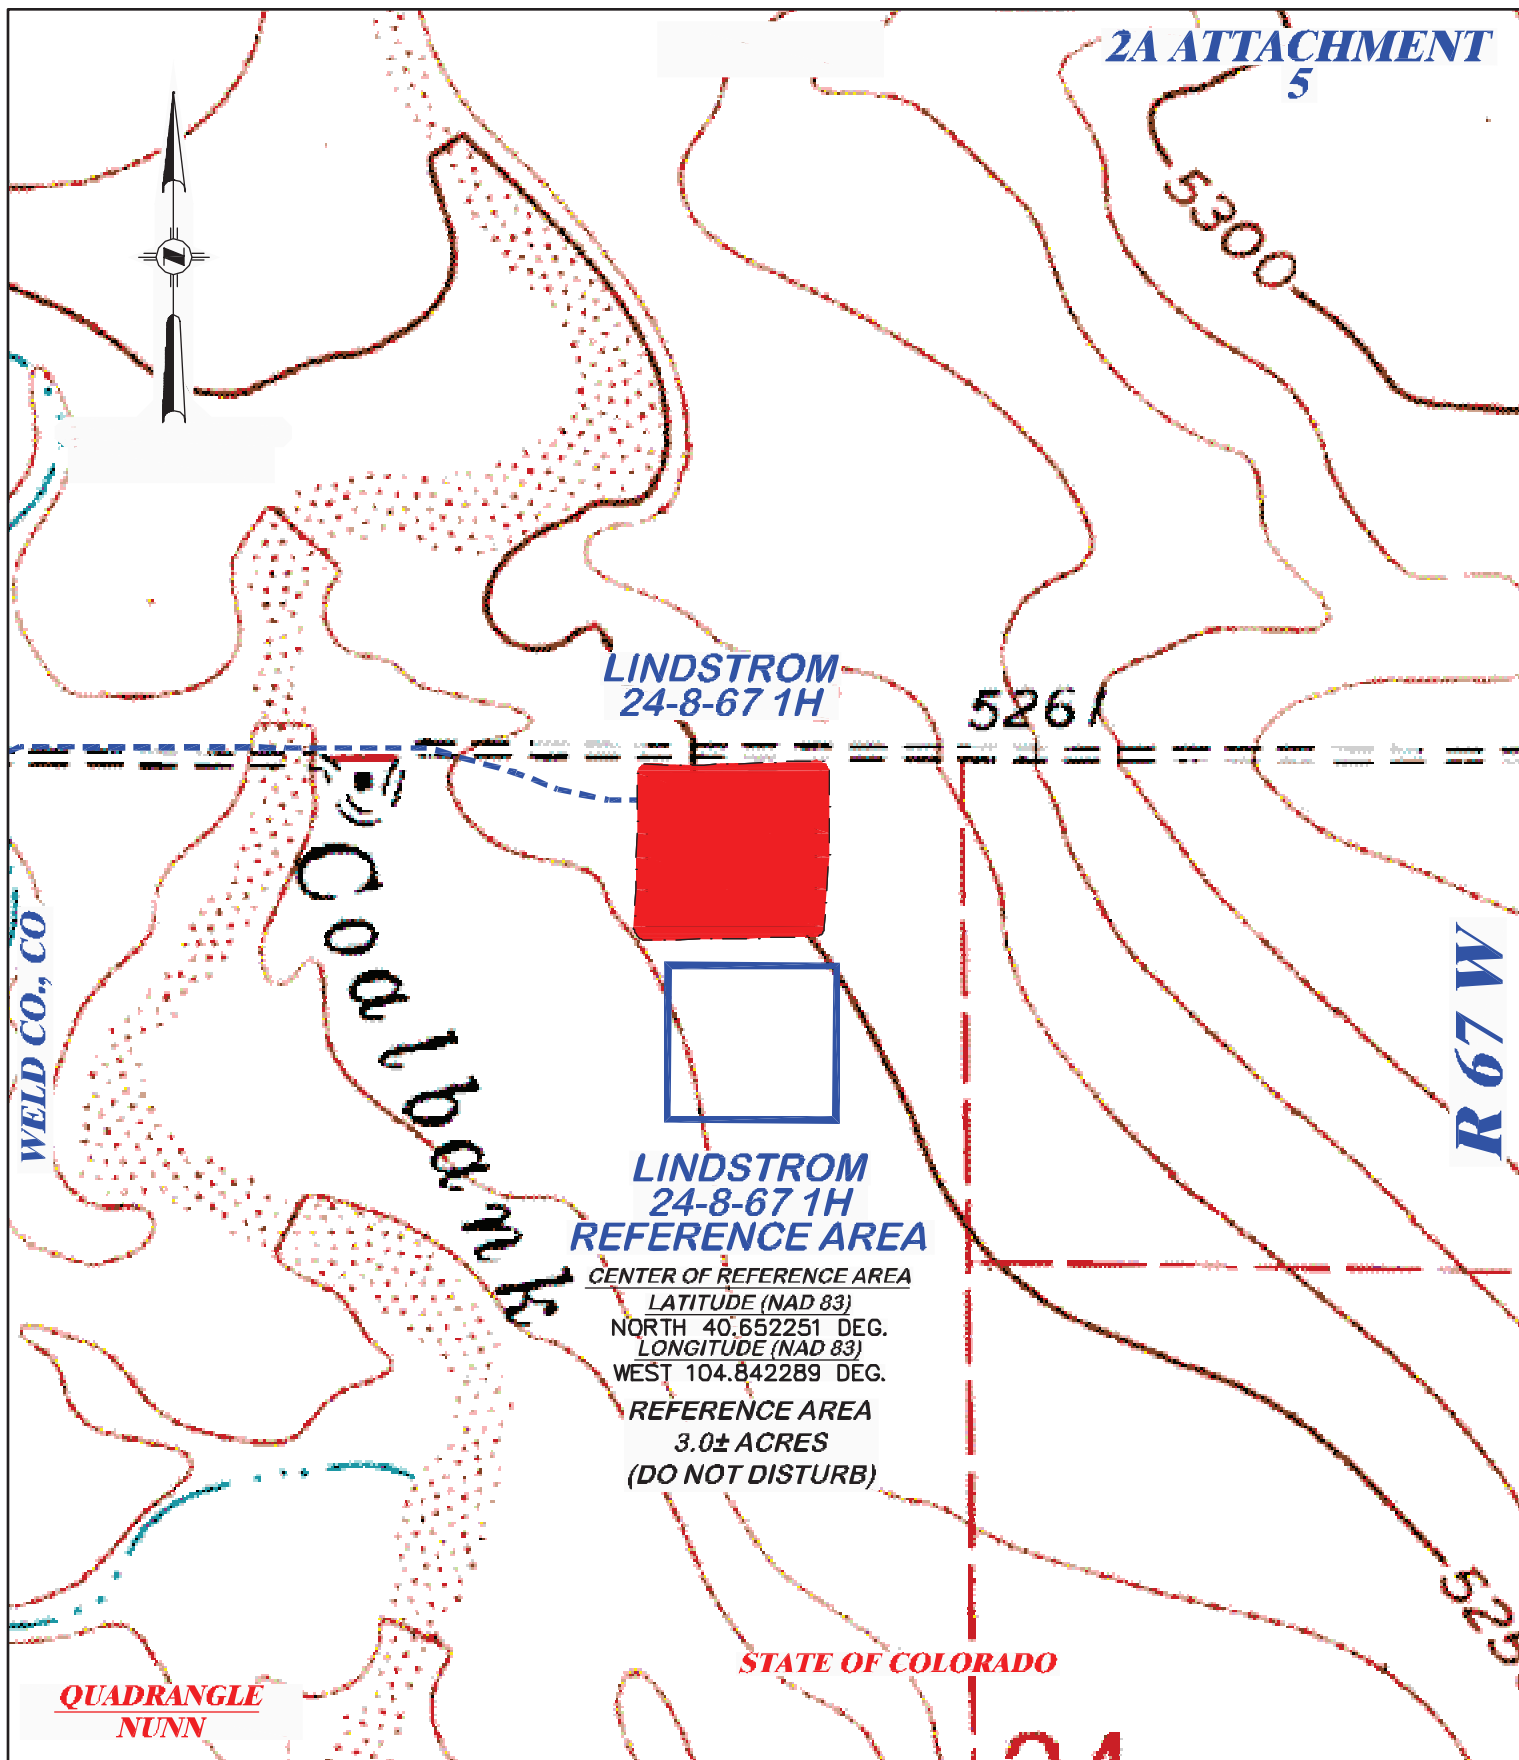 2A ATTACHMENT
5
5300
N
LINDSTROM
24-8-67 1H
5261
Coalbank
WELD CO., CO
R 67 W
LINDSTROM
24-8-67 1H
REFERENCE AREA
CENTER OF REFERENCE AREA
LATITUDE (NAD 83)
NORTH 40.652251 DEG.
LONGITUDE (NAD 83)
WEST 104.842289 DEG.
REFERENCE AREA
3.0± ACRES
(DO NOT DISTURB)
STATE OF COLORADO
QUADRANGLE
NUNN